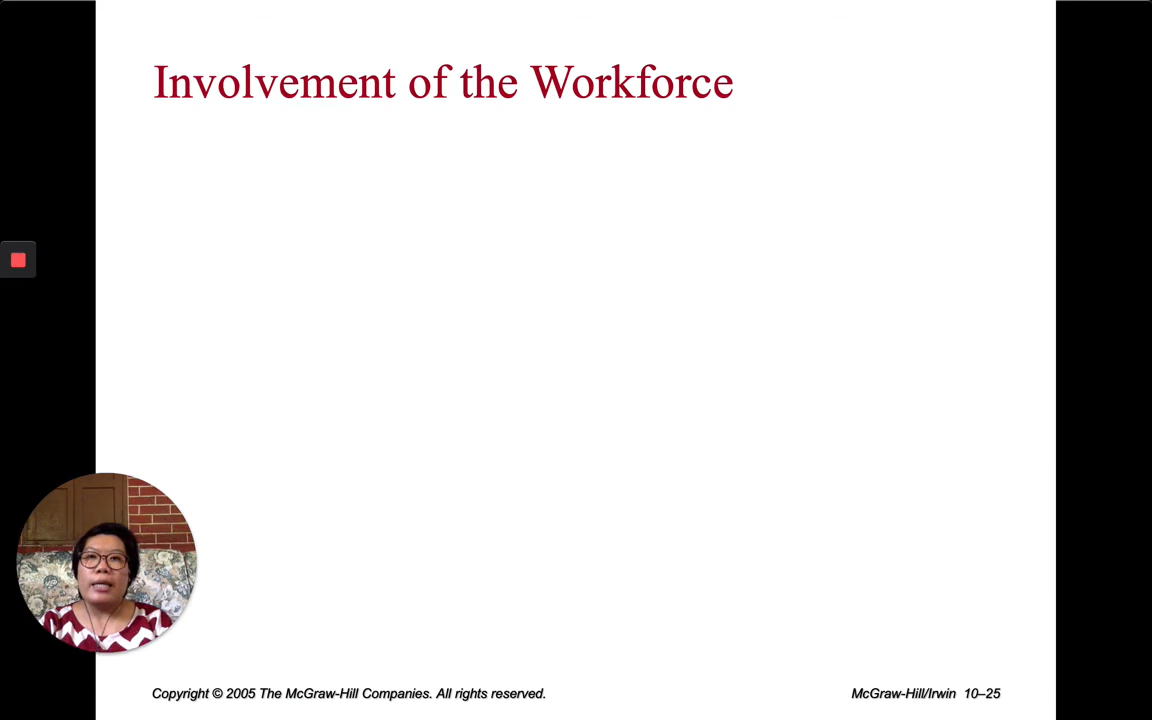 Involvement of the Workforce
Copyright © 2005 The McGraw-Hill Companies. All rights reserved.
McGraw-Hill/Irwin 10–25